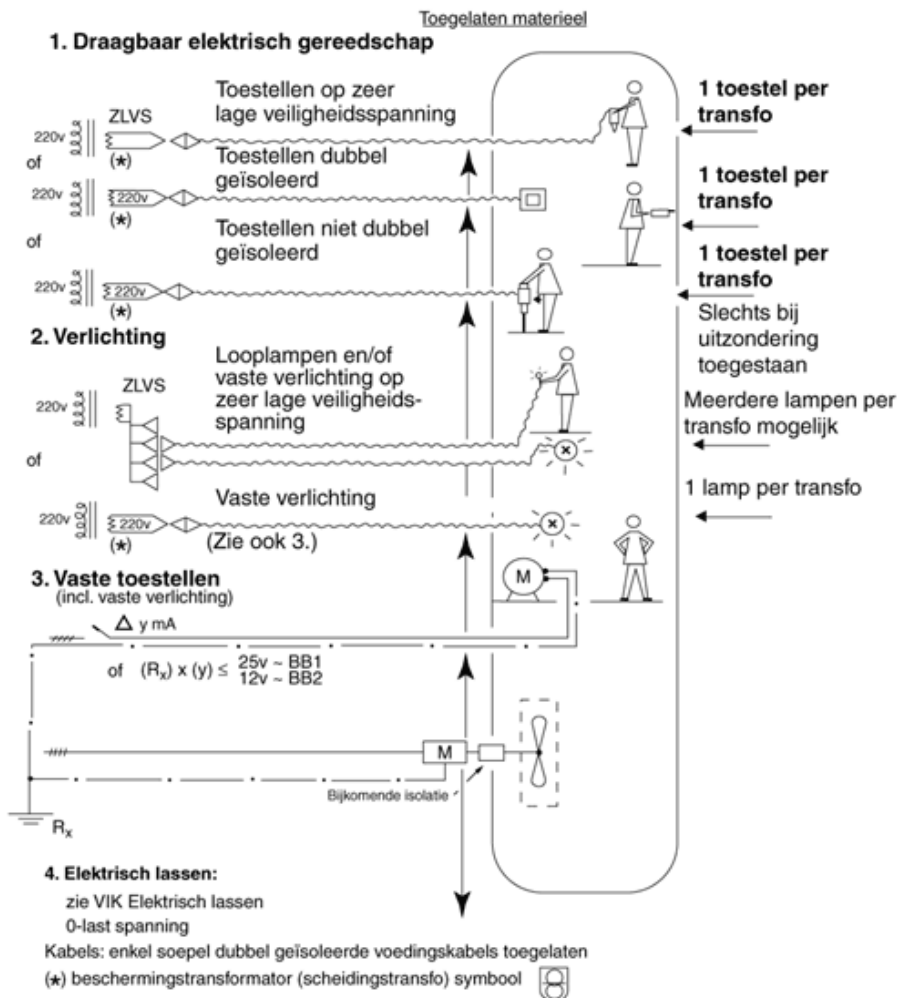 Toegelaten materieel
1. Draagbaar elektrisch gereedschap
Toestellen op zeer
lage veiligheidsspanning
1 toestel per
transfo
ZLVS
220v
(*)
of
Toestellen dubbel
geïsoleerd
1 toestel per
transfo
220v
220v
(*)
of
Toestellen niet dubbel
geïsoleerd
1 toestel per
transfo
220v
220v
(*)
Slechts bij
uitzondering
toegestaan
2. Verlichting
Looplampen en/of
vaste verlichting op
zeer lage veiligheids-
spanning
ZLVS
220v
Meerdere lampen per
transfo mogelijk
of
Vaste verlichting
1 lamp per transfo
220v
220v
(*)
(Zie ook 3.)
3. Vaste toestellen
(incl. vaste verlichting)
M
Δ y mA
of (Rx) x (y) ≤ 25v ~ BB1
12v ~ BB2
M
Bijkomende isolatie
Rx
4. Elektrisch lassen:
zie VIK Elektrisch lassen
0-last spanning
Kabels: enkel soepel dubbel geïsoleerde voedingskabels toegelaten
(*) beschermingstransformator (scheidingstransfo) symbool